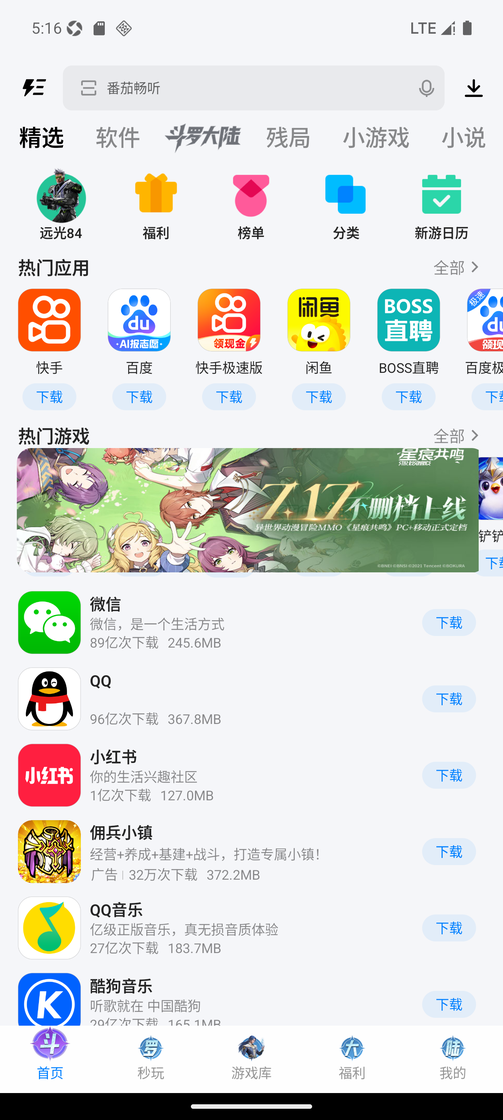 5:16
LTE
番茄畅听
精选
软件
斗罗大陆
残局
小游戏
小说
远光84
福利
榜单
分类
新游日历
热门应用
全部
BOSS
直聘
闲鱼
du
AI报志愿
领现金
极速
快手
百度
快手极速版
闲鱼
BOSS直聘
百度极
下载
下载
下载
下载
下载
热门游戏
全部
星痕共鸣
7.17不删档上线
异世界动漫冒险MMO《星痕共鸣》PC+移动正式定档
铲铲
微信
微信，是一个生活方式
89亿次下载 245.6MB
下载
QQ
96亿次下载 367.8MB
下载
小红书
小红书
你的生活兴趣社区
1亿次下载 127.0MB
下载
佣兵小镇
经营+养成+基建+战斗，打造专属小镇！
广告 | 32万次下载 372.2MB
下载
QQ音乐
亿级正版音乐，真无损音质体验
27亿次下载 183.7MB
下载
K
酷狗音乐
听歌就在 中国酷狗
29亿次下载 165.1MB
下载
斗
罗
大
陆
首页
秒玩
游戏库
福利
我的